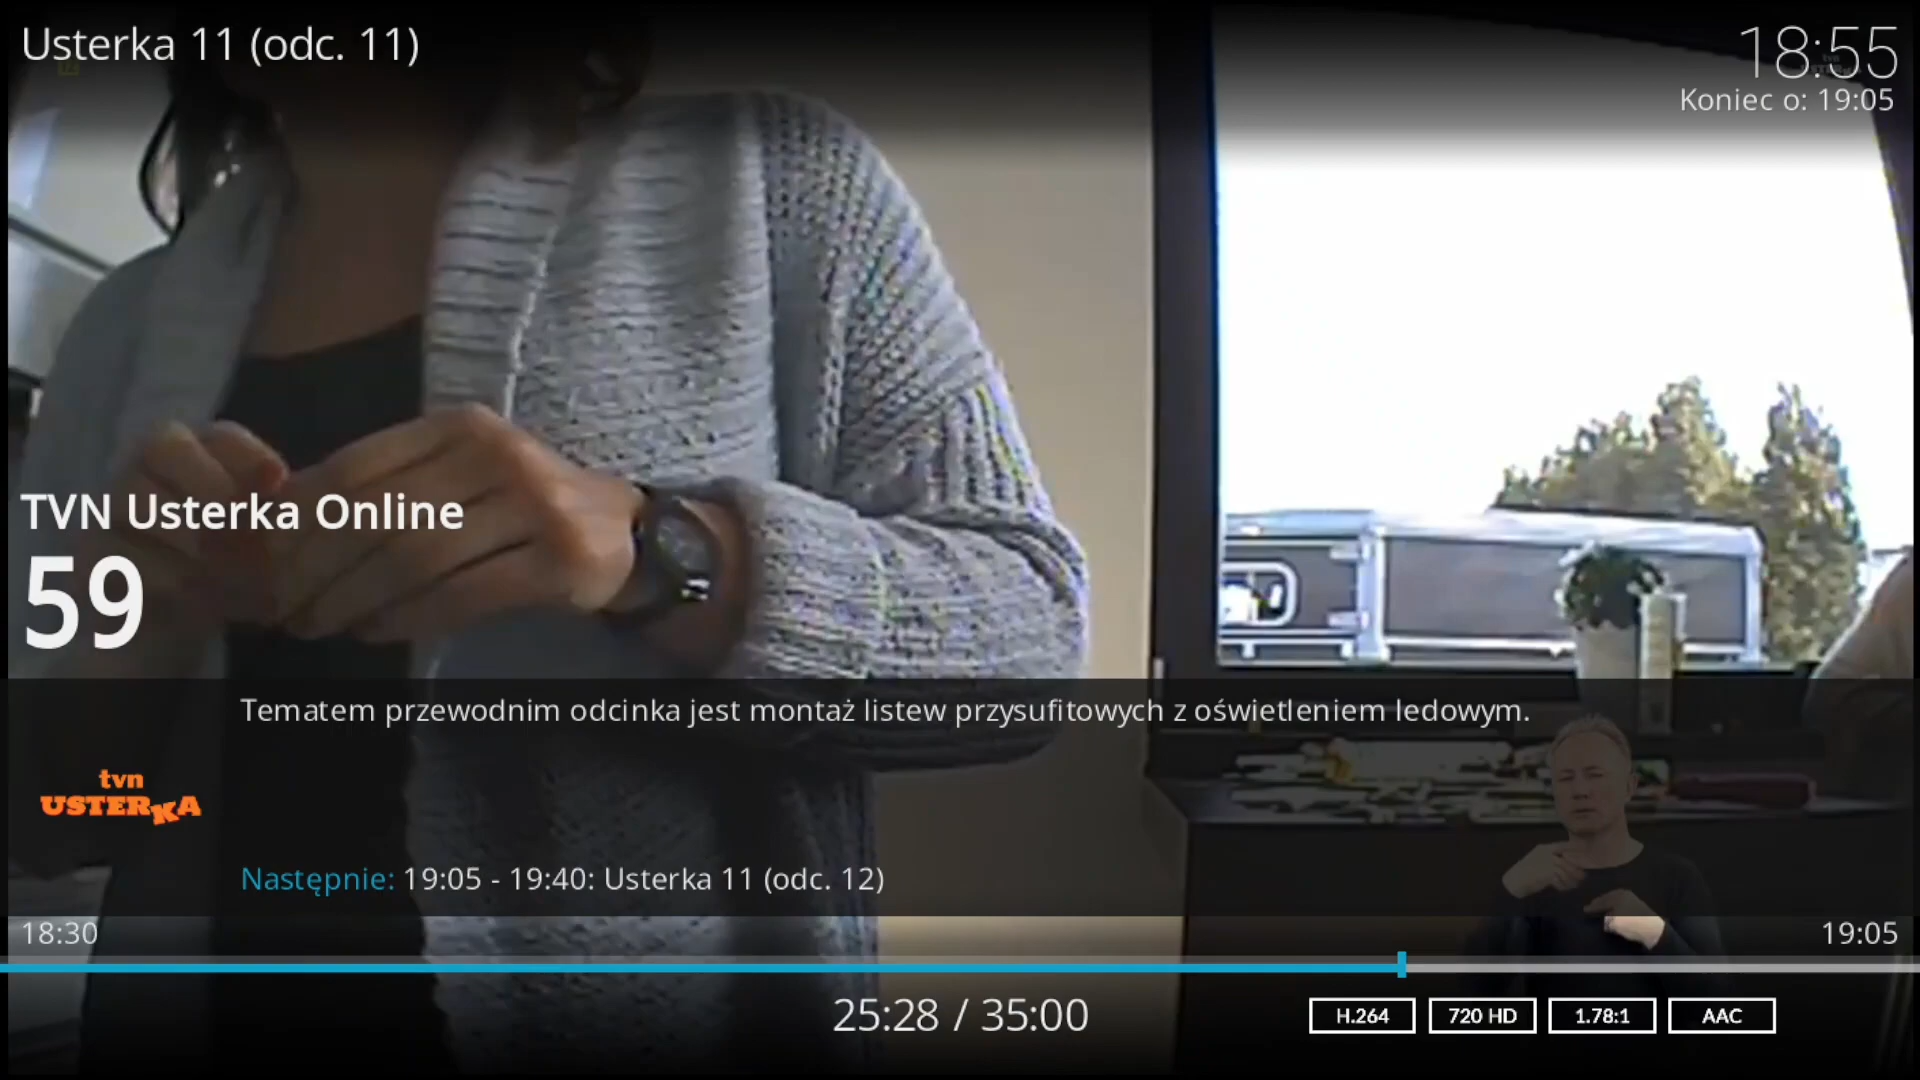 Usterka 11 (odc. 11)
18:55
Koniec o: 19:05
TVN Usterka Online
59
Tematem przewodnim odcinka jest montaż listew przysufitowych z oświetleniem ledowym.
tvn
USTERKA
Następnie: 19:05 - 19:40: Usterka 11 (odc. 12)
18:30
19:05
25:28 / 35:00
H.264
720 HD
1.78:1
AAC